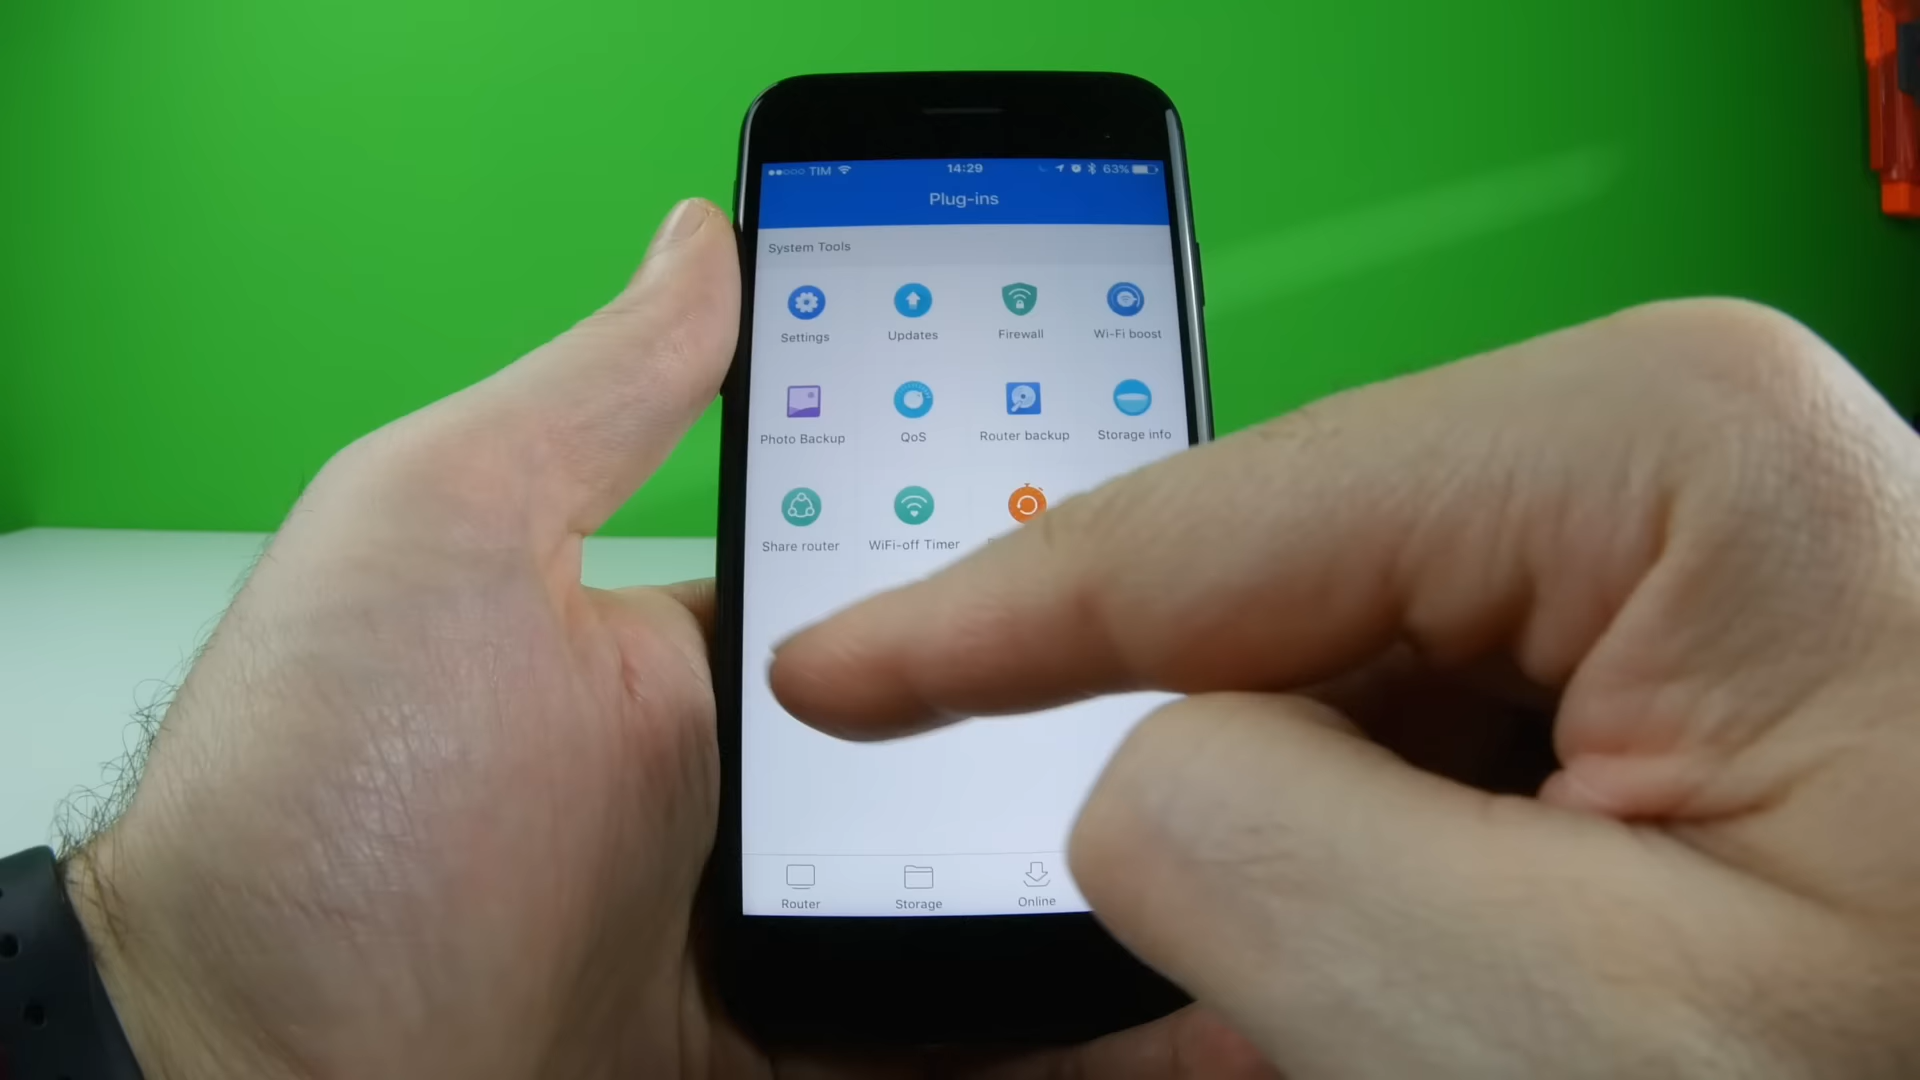 TIM 14:29 63%
Plug-ins
System Tools
Settings Updates Firewall Wi-Fi boost
Photo Backup QoS Router backup Storage info
Share router WiFi-off Timer
Router Storage Online